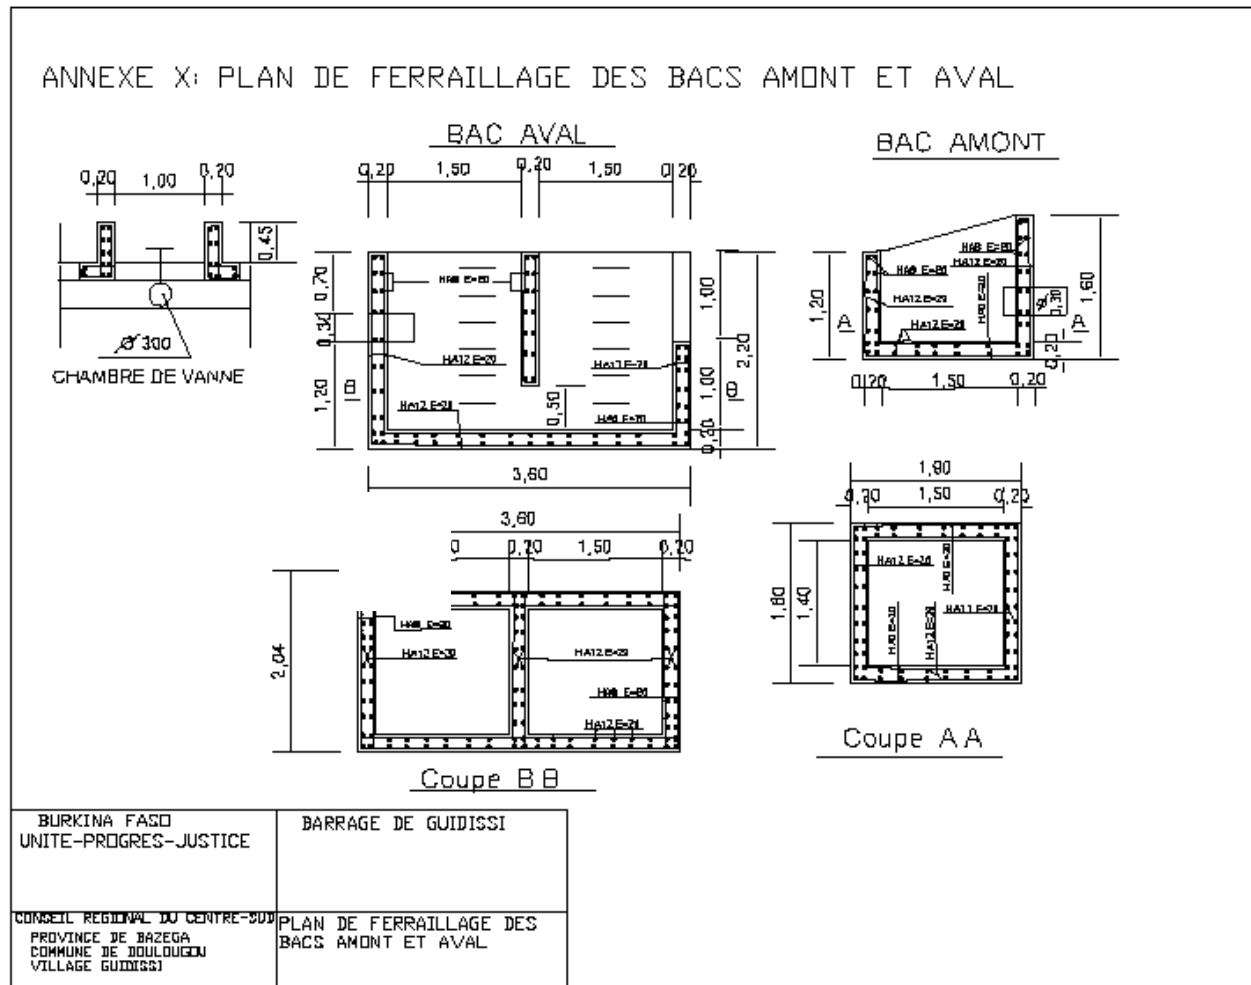 ANNEXE X: PLAN DE FERRAILLAGE DES BACS AMONT ET AVAL
BAC AVAL
BAC AMONT
0,20
1,00
0,20
0,45
Ø 300
CHAMBRE DE VANNE
0,20
1,50
0,20
1,50
0,20
0,70
0,30
1,20
HA8 E=20
HA12 E=20
HA12 E=20
HA12 E=20
HA8 E=20
0,50
B
B
1,00
1,00
0,20
2,20
3,60
HA8 E=20
HA12 E=20
HA8 E=20
HA12 E=20
HA8 E=20
HA12 E=20
1,20
A
A
Ø 0,30
1,60
0,20
0,20
1,50
0,20
3,60
0,20
1,50
0,20
2,04
HA8 E=20
HA12 E=20
HA12 E=20
HA8 E=20
HA12 E=20
Coupe B B
1,80
0,20
1,50
0,20
1,80
1,40
HA12 E=20
HA8 E=20
HA12 E=20
Coupe A A
BURKINA FASO
UNITE-PROGRES-JUSTICE
BARRAGE DE GUIDISSI
CONSEIL REGIONAL DU CENTRE-SUD
PROVINCE DE BAZEGA
COMMUNE DE DOULOUGOU
VILLAGE GUIDISSI
PLAN DE FERRAILLAGE DES
BACS AMONT ET AVAL